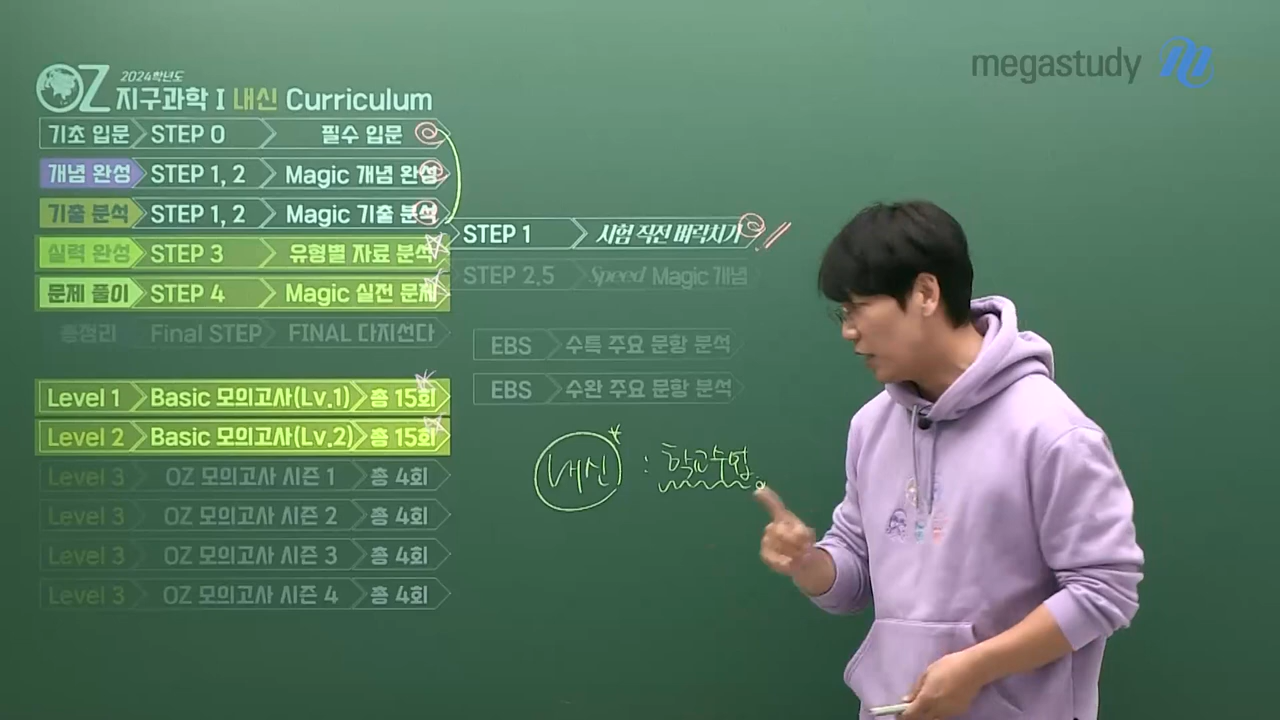 megastudy
OZ 2024학년도
지구과학 I 내신 Curriculum
기초 입문 STEP 0 필수 입문
개념 완성 STEP 1, 2 Magic 개념 완성
기출 분석 STEP 1, 2 Magic 기출 분석
STEP 1 시험 직전 벼락치기
실력 완성 STEP 3 유형별 자료 분석
STEP 2.5 Speed Magic 개념
문제 풀이 STEP 4 Magic 실전 문제
총정리 Final STEP FINAL 다지선다
EBS 수특 주요 문항 분석
EBS 수완 주요 문항 분석
Level 1 Basic 모의고사(Lv.1) 총 15회
Level 2 Basic 모의고사(Lv.2) 총 15회
내신 : 학교수업
Level 3 OZ 모의고사 시즌 1 총 4회
Level 3 OZ 모의고사 시즌 2 총 4회
Level 3 OZ 모의고사 시즌 3 총 4회
Level 3 OZ 모의고사 시즌 4 총 4회